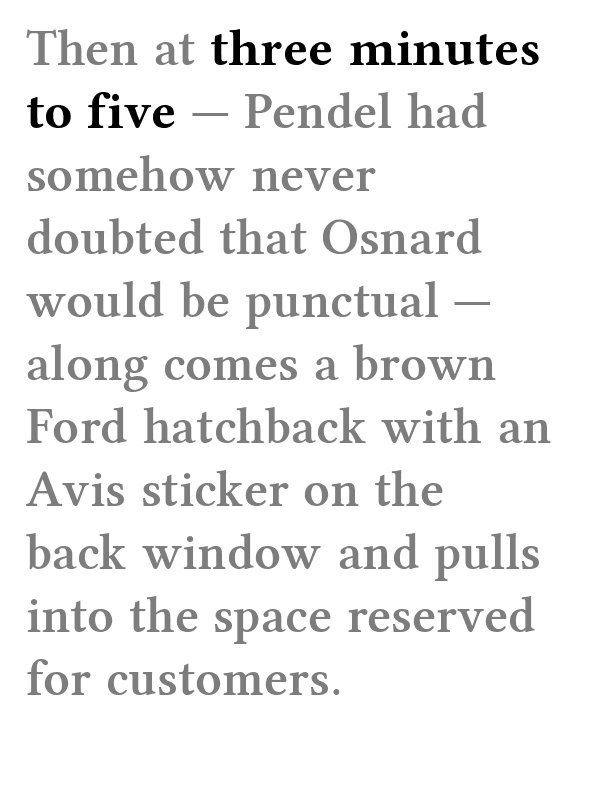 Then at three minutes
to five — Pendel had
somehow never
doubted that Osnard
would be punctual —
along comes a brown
Ford hatchback with an
Avis sticker on the
back window and pulls
into the space reserved
for customers.